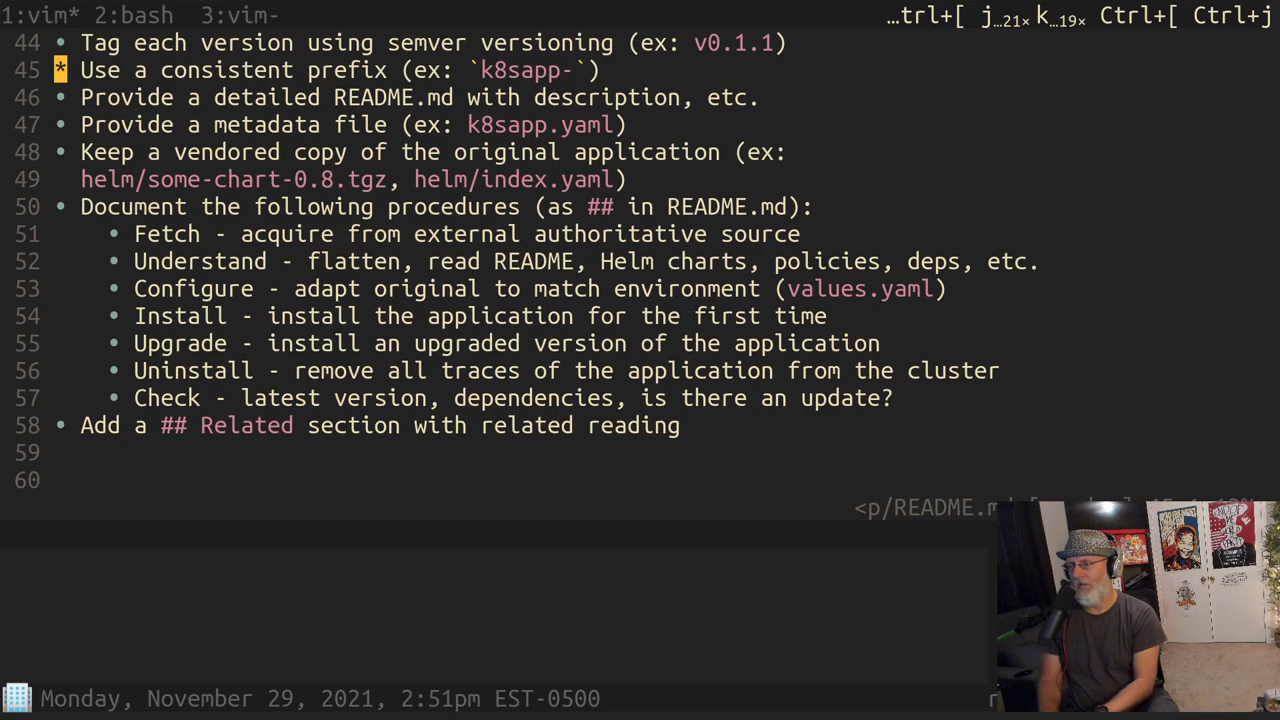 1:vim* 2:bash  3:vim-
…trl+[ j…21× k…19× Ctrl+[ Ctrl+j
44 • Tag each version using semver versioning (ex: v0.1.1)
45 * Use a consistent prefix (ex: `k8sapp-`)
46 • Provide a detailed README.md with description, etc.
47 • Provide a metadata file (ex: k8sapp.yaml)
48 • Keep a vendored copy of the original application (ex:
49 helm/some-chart-0.8.tgz, helm/index.yaml)
50 • Document the following procedures (as ## in README.md):
51 • Fetch - acquire from external authoritative source
52 • Understand - flatten, read README, Helm charts, policies, deps, etc.
53 • Configure - adapt original to match environment (values.yaml)
54 • Install - install the application for the first time
55 • Upgrade - install an upgraded version of the application
56 • Uninstall - remove all traces of the application from the cluster
57 • Check - latest version, dependencies, is there an update?
58 • Add a ## Related section with related reading
59
60
<p/README.m
Monday, November 29, 2021, 2:51pm EST-0500